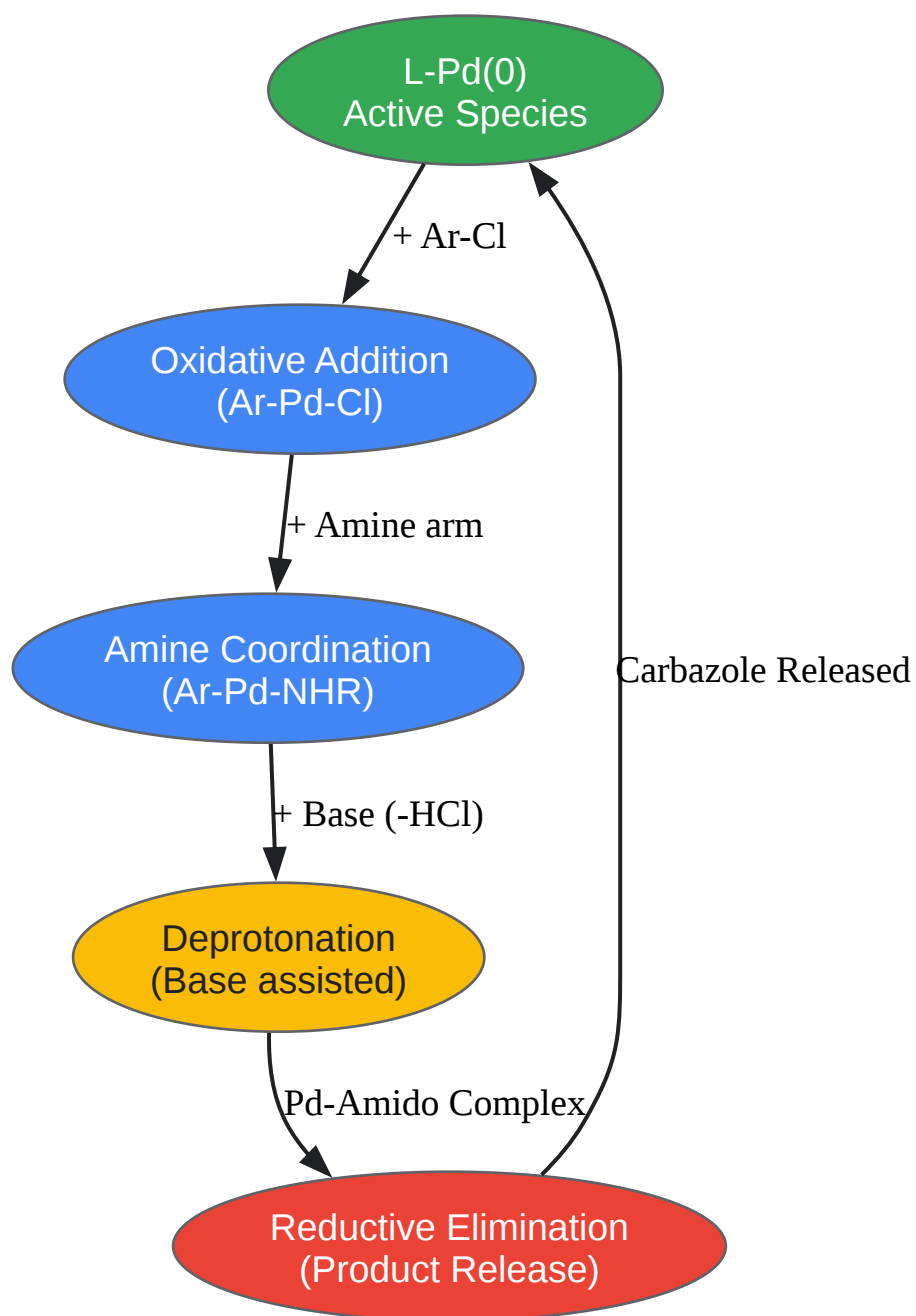 L-Pd(0)
Active Species
+ Ar-Cl
Oxidative Addition
(Ar-Pd-Cl)
+ Amine arm
Amine Coordination
(Ar-Pd-NHR)
Carbazole Released
+ Base (-HCl)
Deprotonation
(Base assisted)
Pd-Amido Complex
Reductive Elimination
(Product Release)